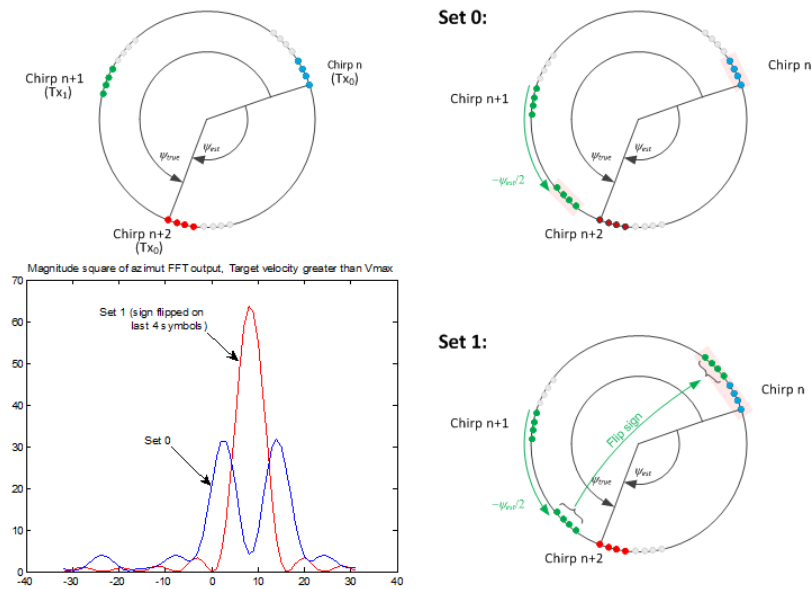 Chirp n
(Tx₀)
Chirp n+1
(Tx₁)
ψtrue
ψest
Chirp n+2
(Tx₀)
Set 0:
Chirp n
Chirp n+1
ψtrue
ψest
−ψest/2
Chirp n+2
Magnitude square of azimut FFT output, Target velocity greater than Vmax
70
60
50
40
30
20
10
0
-40
-30
-20
-10
0
10
20
30
40
Set 1 (sign flipped on
last 4 symbols)
Set 0
Set 1:
Chirp n
Chirp n+1
Flip sign
ψtrue
ψest
−ψest/2
Chirp n+2